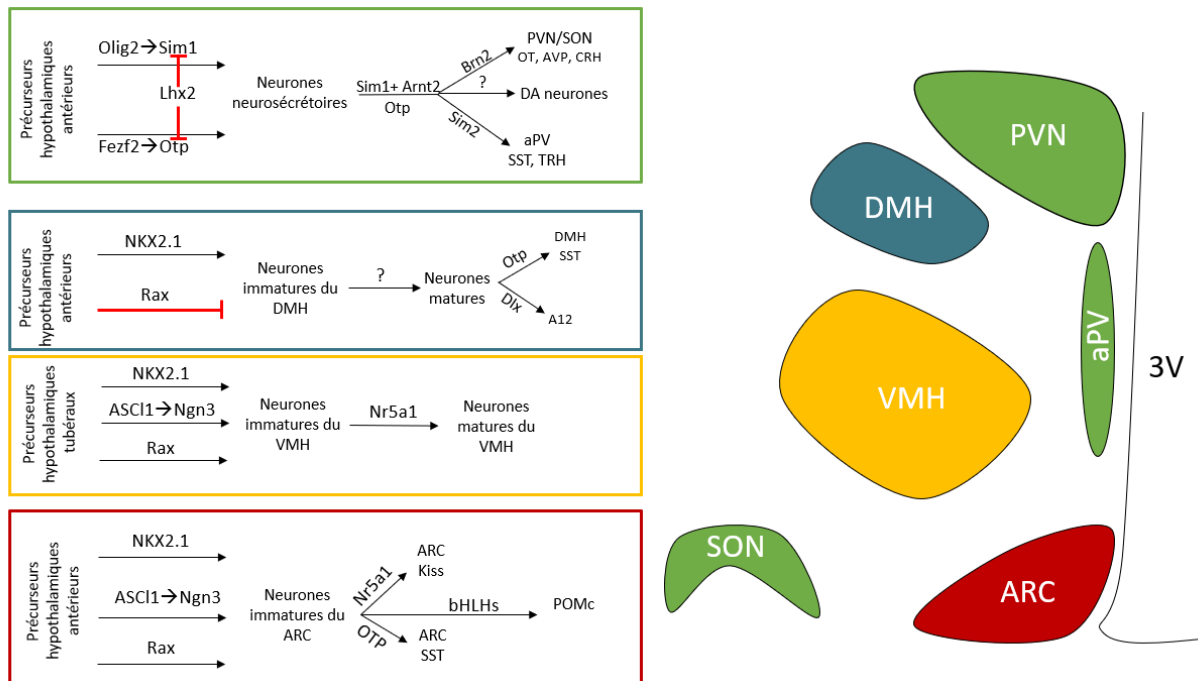 Précurseurs
hypothalamiques
antérieurs
Olig2→Sim1
Lhx2
Fezf2→Otp
Neurones
neurosécrétoires
Sim1+ Arnt2
Otp
Brn2
?
Sim2
PVN/SON
OT, AVP, CRH
DA neurones
aPV
SST, TRH
Précurseurs
hypothalamiques
antérieurs
NKX2.1
Rax
Neurones
immatures du
DMH
?
Neurones
matures
Otp
Dlx
DMH
SST
A12
Précurseurs
hypothalamiques
tubéraux
NKX2.1
ASCl1→Ngn3
Rax
Neurones
immatures du
VMH
Nr5a1
Neurones
matures du
VMH
Précurseurs
hypothalamiques
antérieurs
NKX2.1
ASCl1→Ngn3
Rax
Neurones
immatures du
ARC
Nr5a1
bHLHs
OTP
ARC
Kiss
POMc
ARC
SST
PVN
DMH
aPV
3V
VMH
SON
ARC